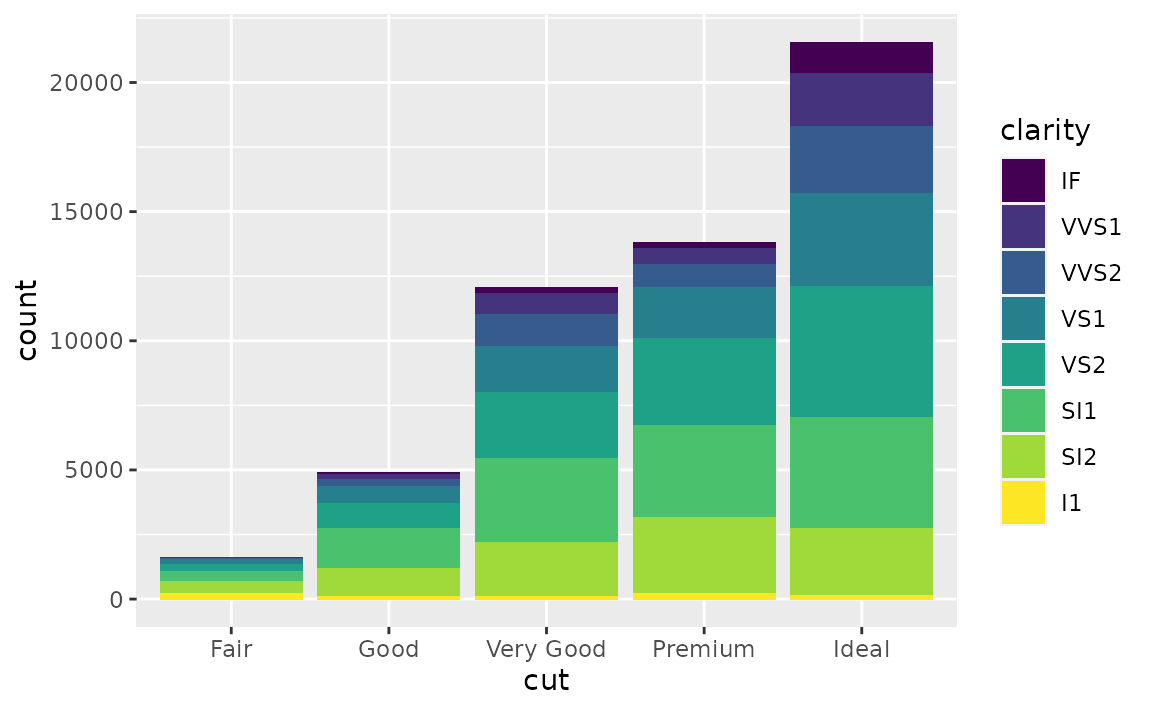 count
20000
15000
10000
5000
0
Fair Good Very Good Premium Ideal
cut
clarity
IF
VVS1
VVS2
VS1
VS2
SI1
SI2
I1